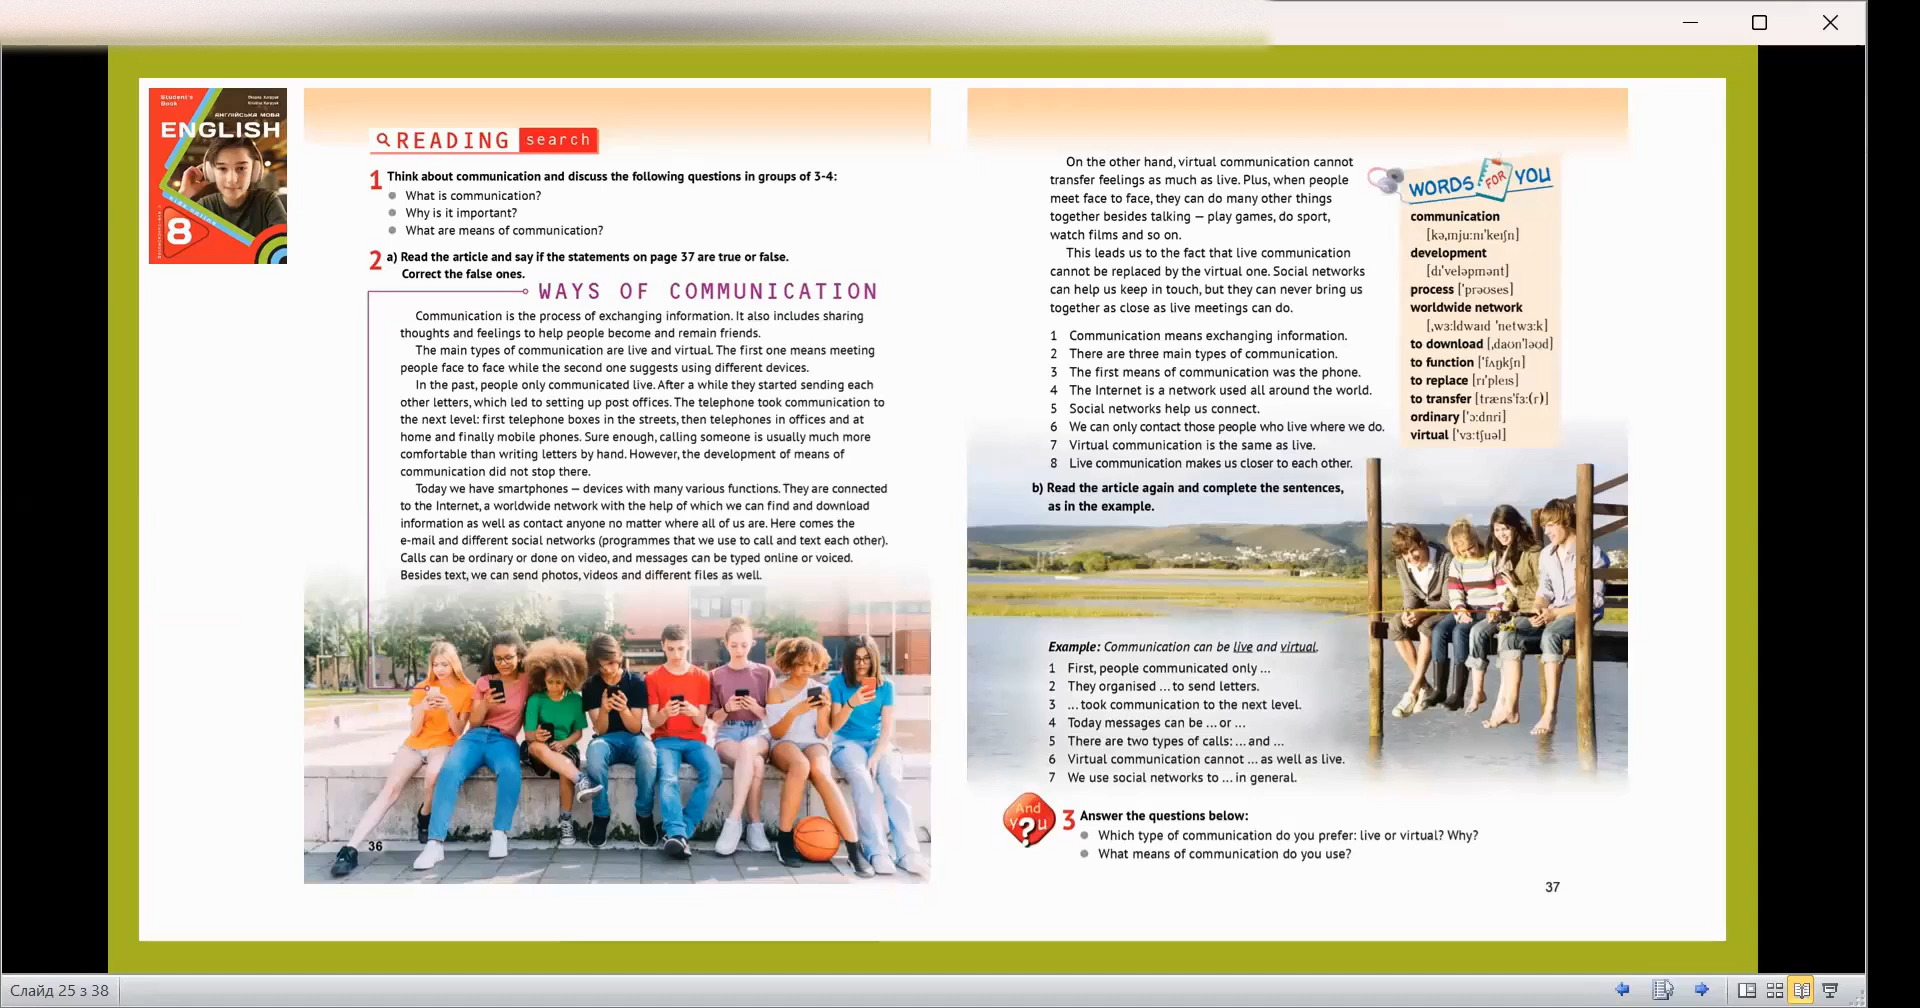 Student's
Book
АНГЛІЙСЬКА МОВА
ENGLISH
8
READING search
1 Think about communication and discuss the following questions in groups of 3-4:
What is communication?
Why is it important?
What are means of communication?
2 a) Read the article and say if the statements on page 37 are true or false.
Correct the false ones.
WAYS OF COMMUNICATION
Communication is the process of exchanging information. It also includes sharing
thoughts and feelings to help people become and remain friends.
The main types of communication are live and virtual. The first one means meeting
people face to face while the second one suggests using different devices.
In the past, people only communicated live. After a while they started sending each
other letters, which led to setting up post offices. The telephone took communication to
the next level: first telephone boxes in the streets, then telephones in offices and at
home and finally mobile phones. Sure enough, calling someone is usually much more
comfortable than writing letters by hand. However, the development of means of
communication did not stop there.
Today we have smartphones — devices with many various functions. They are connected
to the Internet, a worldwide network with the help of which we can find and download
information as well as contact anyone no matter where all of us are. Here comes the
e-mail and different social networks (programmes that we use to call and text each other).
Calls can be ordinary or done on video, and messages can be typed online or voiced.
Besides text, we can send photos, videos and different files as well.
36
On the other hand, virtual communication cannot
transfer feelings as much as live. Plus, when people
meet face to face, they can do many other things
together besides talking — play games, do sport,
watch films and so on.
This leads us to the fact that live communication
cannot be replaced by the virtual one. Social networks
can help us keep in touch, but they can never bring us
together as close as live meetings can do.
WORDS FOR YOU
communication
[kə,mju:nɪ'keɪʃn]
development
[dɪ'veləpmənt]
process ['prəʊses]
worldwide network
[,wɜ:ldwaɪd 'netwɜ:k]
to download [,daʊn'ləʊd]
to function ['fʌŋkʃn]
to replace [rɪ'pleɪs]
to transfer [træns'fɜ:(r)]
ordinary ['ɔ:dnri]
virtual ['vɜ:tʃuəl]
1 Communication means exchanging information.
2 There are three main types of communication.
3 The first means of communication was the phone.
4 The Internet is a network used all around the world.
5 Social networks help us connect.
6 We can only contact those people who live where we do.
7 Virtual communication is the same as live.
8 Live communication makes us closer to each other.
b) Read the article again and complete the sentences,
as in the example.
Example: Communication can be live and virtual.
1 First, people communicated only ...
2 They organised ... to send letters.
3 ... took communication to the next level.
4 Today messages can be ... or ...
5 There are two types of calls: ... and ...
6 Virtual communication cannot ... as well as live.
7 We use social networks to ... in general.
And you ?
3 Answer the questions below:
Which type of communication do you prefer: live or virtual? Why?
What means of communication do you use?
37
Слайд 25 з 38